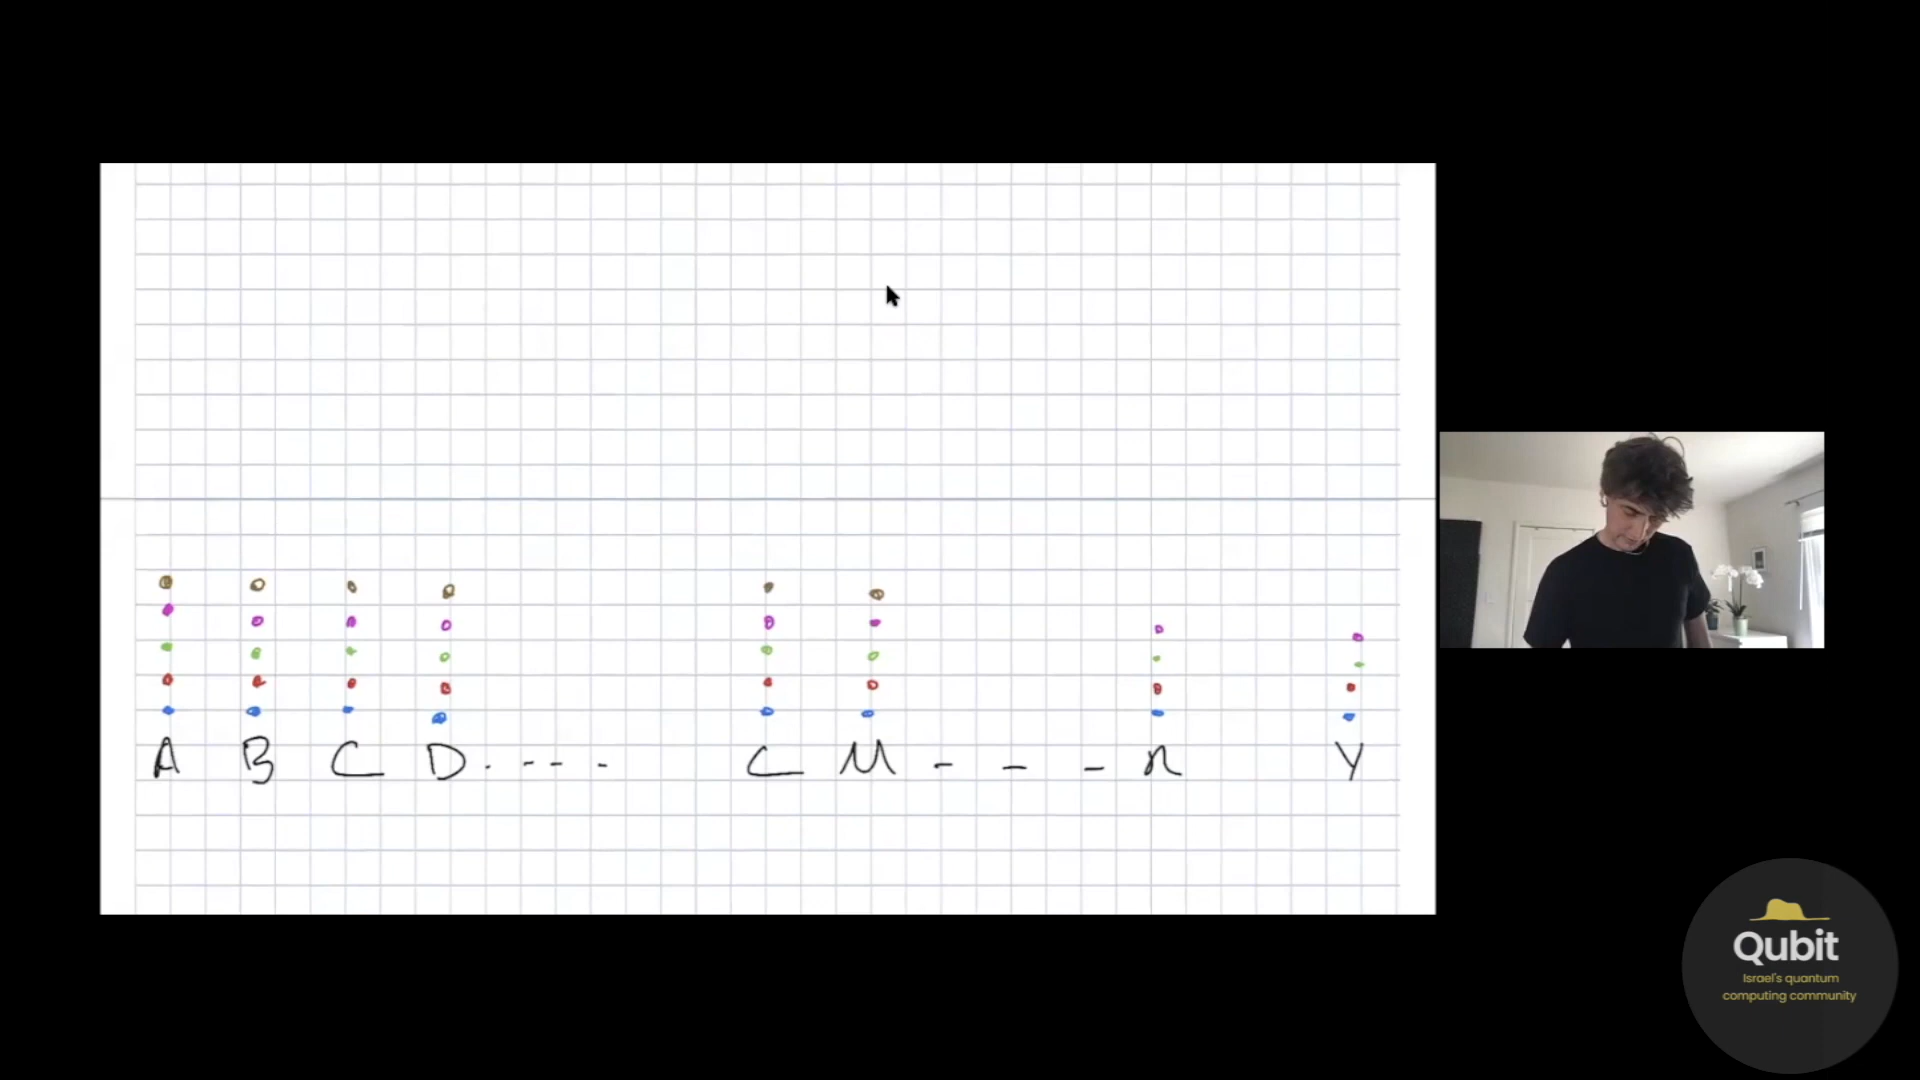 A B C D . - - - - C M - - - n Y
Qubit
Israel's quantum
computing community